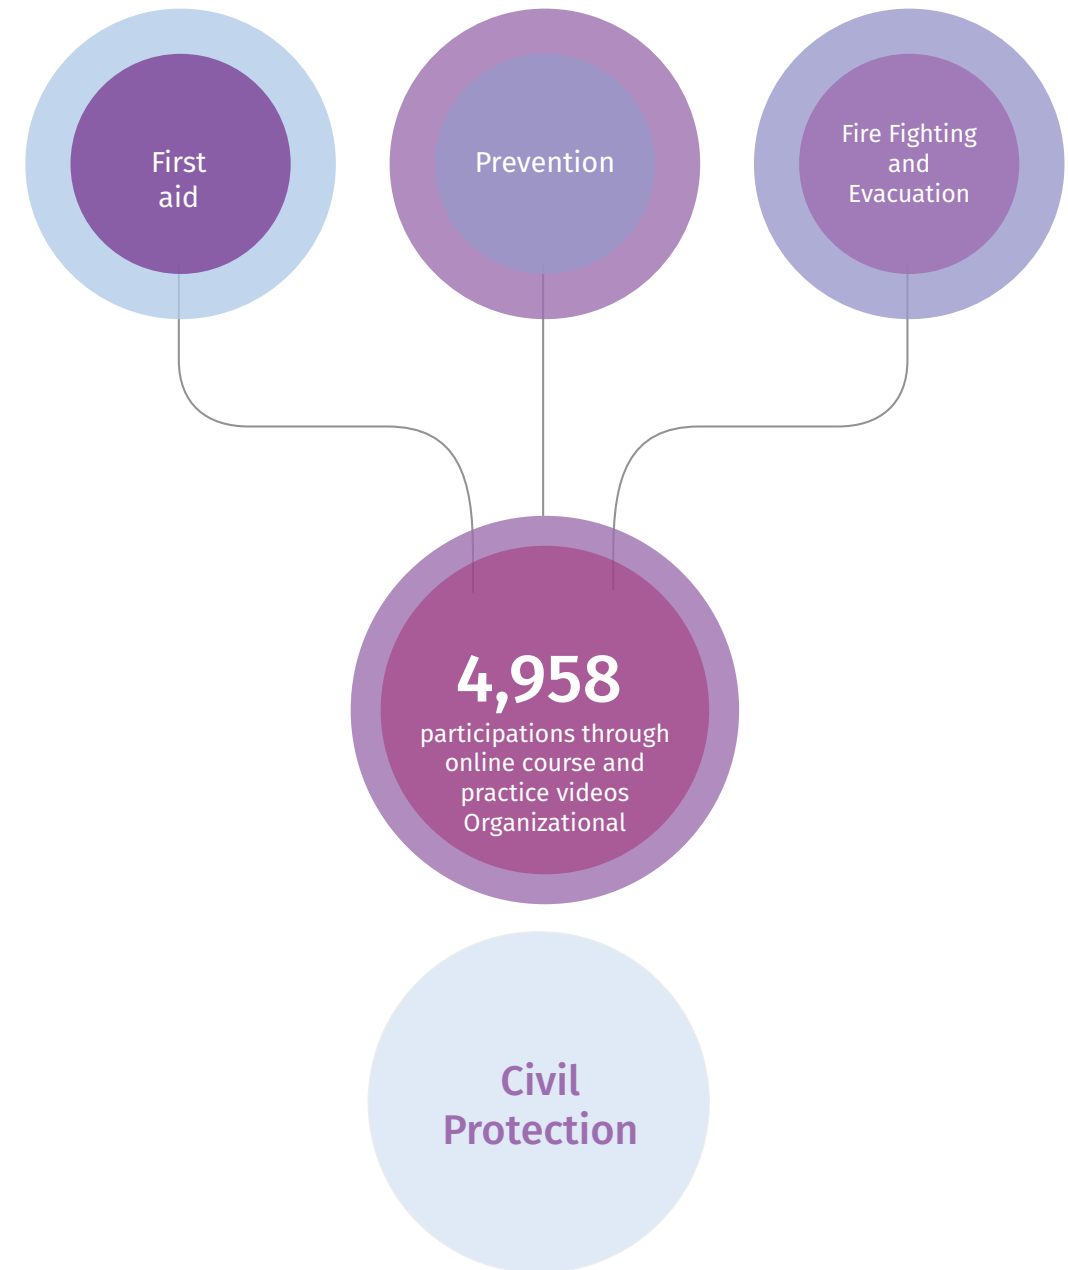 First
aid
Prevention
Fire Fighting
and
Evacuation
4,958
participations through
online course and
practice videos
Organizational
Civil
Protection